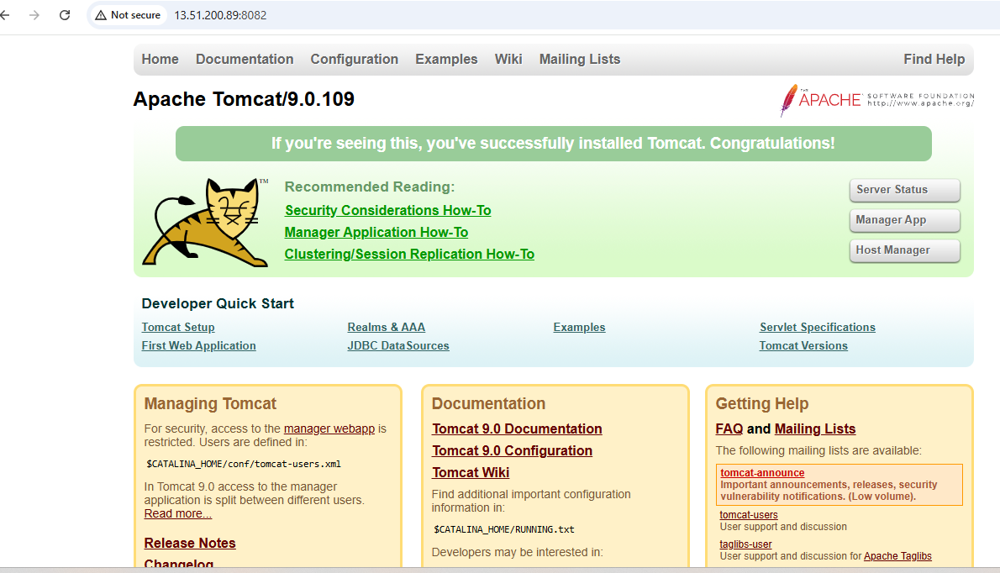 Not secure 13.51.200.89:8082
Home Documentation Configuration Examples Wiki Mailing Lists Find Help
Apache Tomcat/9.0.109
THE APACHE SOFTWARE FOUNDATION
http://www.apache.org/
If you're seeing this, you've successfully installed Tomcat. Congratulations!
TM
Recommended Reading:
Security Considerations How-To
Manager Application How-To
Clustering/Session Replication How-To
Server Status
Manager App
Host Manager
Developer Quick Start
Tomcat Setup
First Web Application
Realms & AAA
JDBC DataSources
Examples
Servlet Specifications
Tomcat Versions
Managing Tomcat
For security, access to the manager webapp is
restricted. Users are defined in:
$CATALINA_HOME/conf/tomcat-users.xml
In Tomcat 9.0 access to the manager
application is split between different users.
Read more...
Release Notes
Changelog
Documentation
Tomcat 9.0 Documentation
Tomcat 9.0 Configuration
Tomcat Wiki
Find additional important configuration
information in:
$CATALINA_HOME/RUNNING.txt
Developers may be interested in:
Getting Help
FAQ and Mailing Lists
The following mailing lists are available:
tomcat-announce
Important announcements, releases, security
vulnerability notifications. (Low volume).
tomcat-users
User support and discussion
taglibs-user
User support and discussion for Apache Taglibs